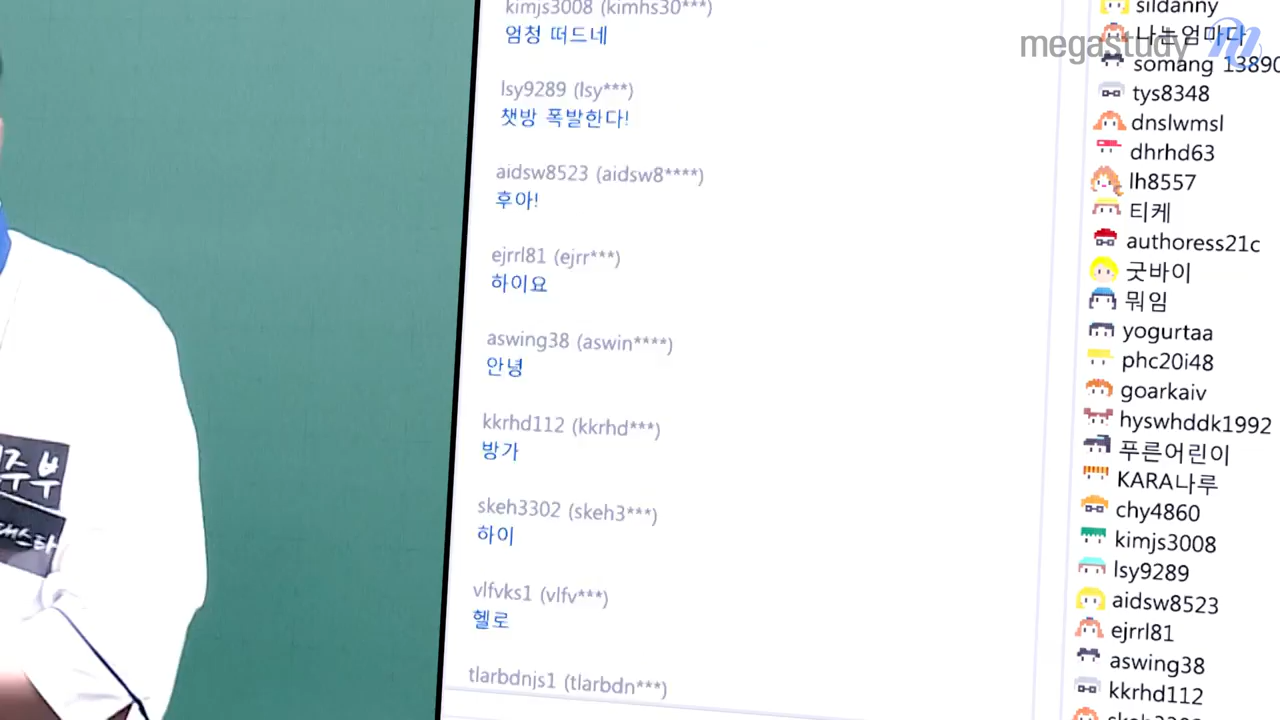 kimjs3008 (kimhs30***)
엄청 떠드네
lsy9289 (lsy***)
챗방 폭발한다!
aidsw8523 (aidsw8****)
후아!
ejrrl81 (ejrr***)
하이요
aswing38 (aswin****)
안녕
kkrhd112 (kkrhd***)
방가
skeh3302 (skeh3***)
하이
vlfvks1 (vlfv***)
헬로
tlarbdnjs1 (tlarbdn***)
sildanny
나는엄마다
somang 13890
tys8348
dnslwmsl
dhrhd63
lh8557
티케
authoress21c
굿바이
뭐임
yogurtaa
phc20i48
goarkaiv
hyswhddk1992
푸른어린이
KARA나루
chy4860
kimjs3008
lsy9289
aidsw8523
ejrrl81
aswing38
kkrhd112
megastudy
주부